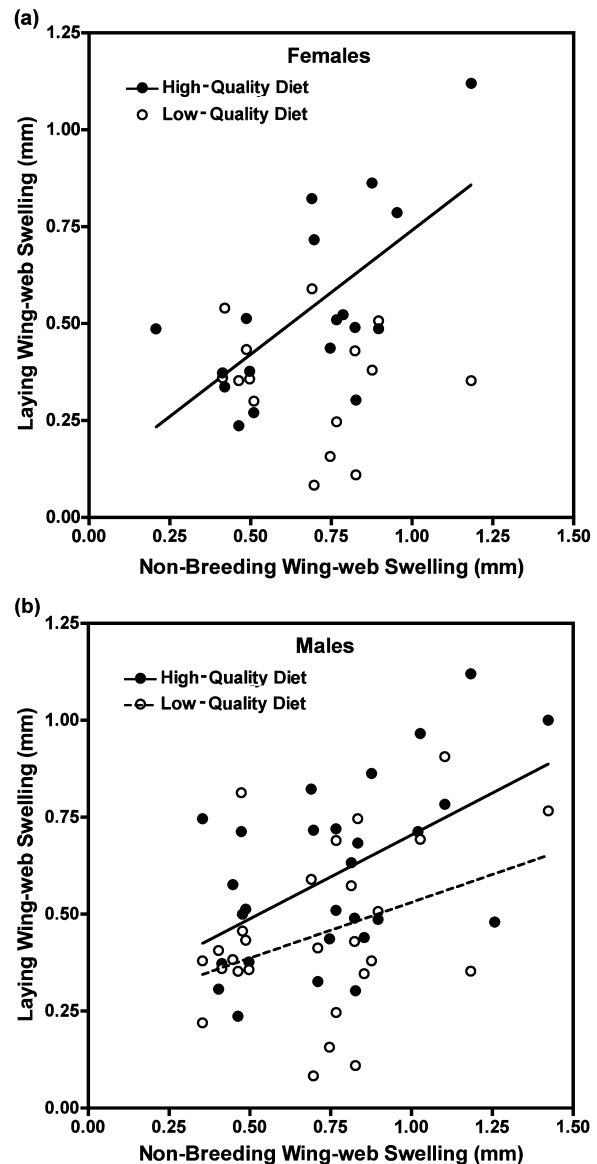 (a)
1.25
Females
High-Quality Diet
Low-Quality Diet
1.00
0.75
0.50
0.25
0.00
Laying Wing-web Swelling (mm)
0.00 0.25 0.50 0.75 1.00 1.25 1.50
Non-Breeding Wing-web Swelling (mm)
(b)
1.25
Males
High-Quality Diet
Low-Quality Diet
1.00
0.75
0.50
0.25
0.00
Laying Wing-web Swelling (mm)
0.00 0.25 0.50 0.75 1.00 1.25 1.50
Non-Breeding Wing-web Swelling (mm)